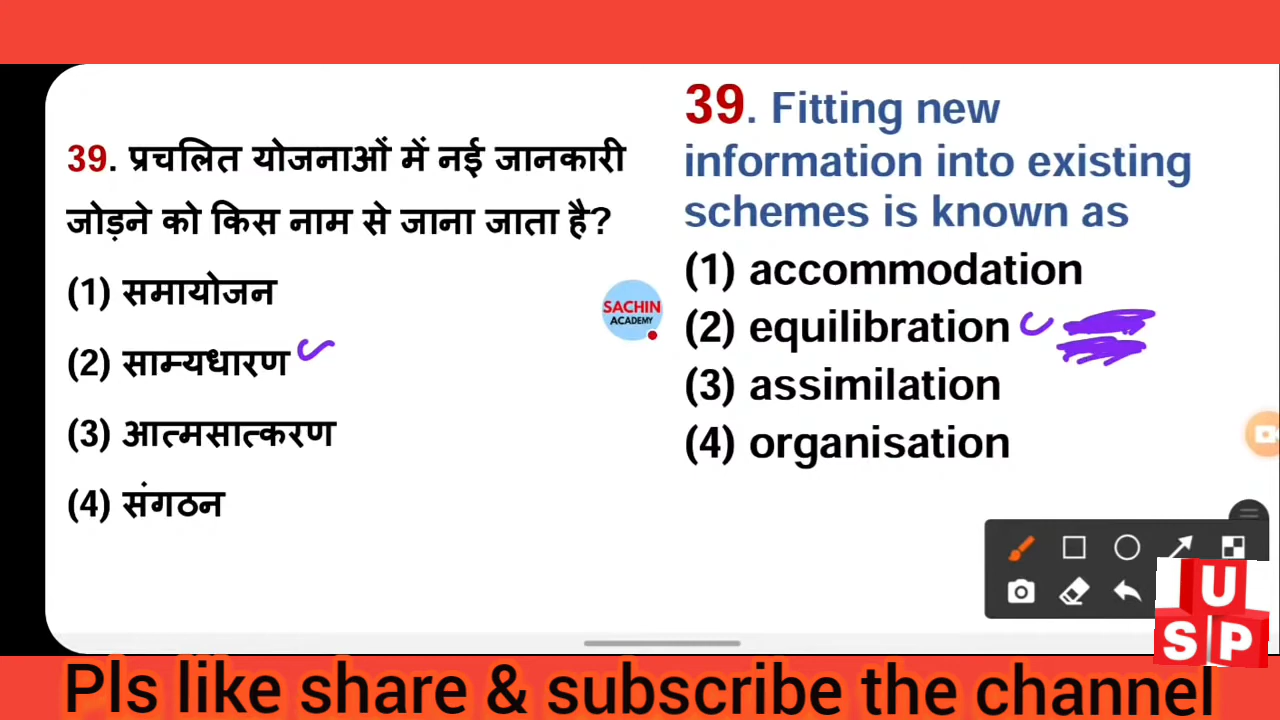 39. प्रचलित योजनाओं में नई जानकारी
जोड़ने को किस नाम से जाना जाता है?
(1) समायोजन
(2) साम्यधारण
(3) आत्मसात्करण
(4) संगठन
SACHIN
ACADEMY
39. Fitting new
information into existing
schemes is known as
(1) accommodation
(2) equilibration
(3) assimilation
(4) organisation
U
S P
Pls like share & subscribe the channel